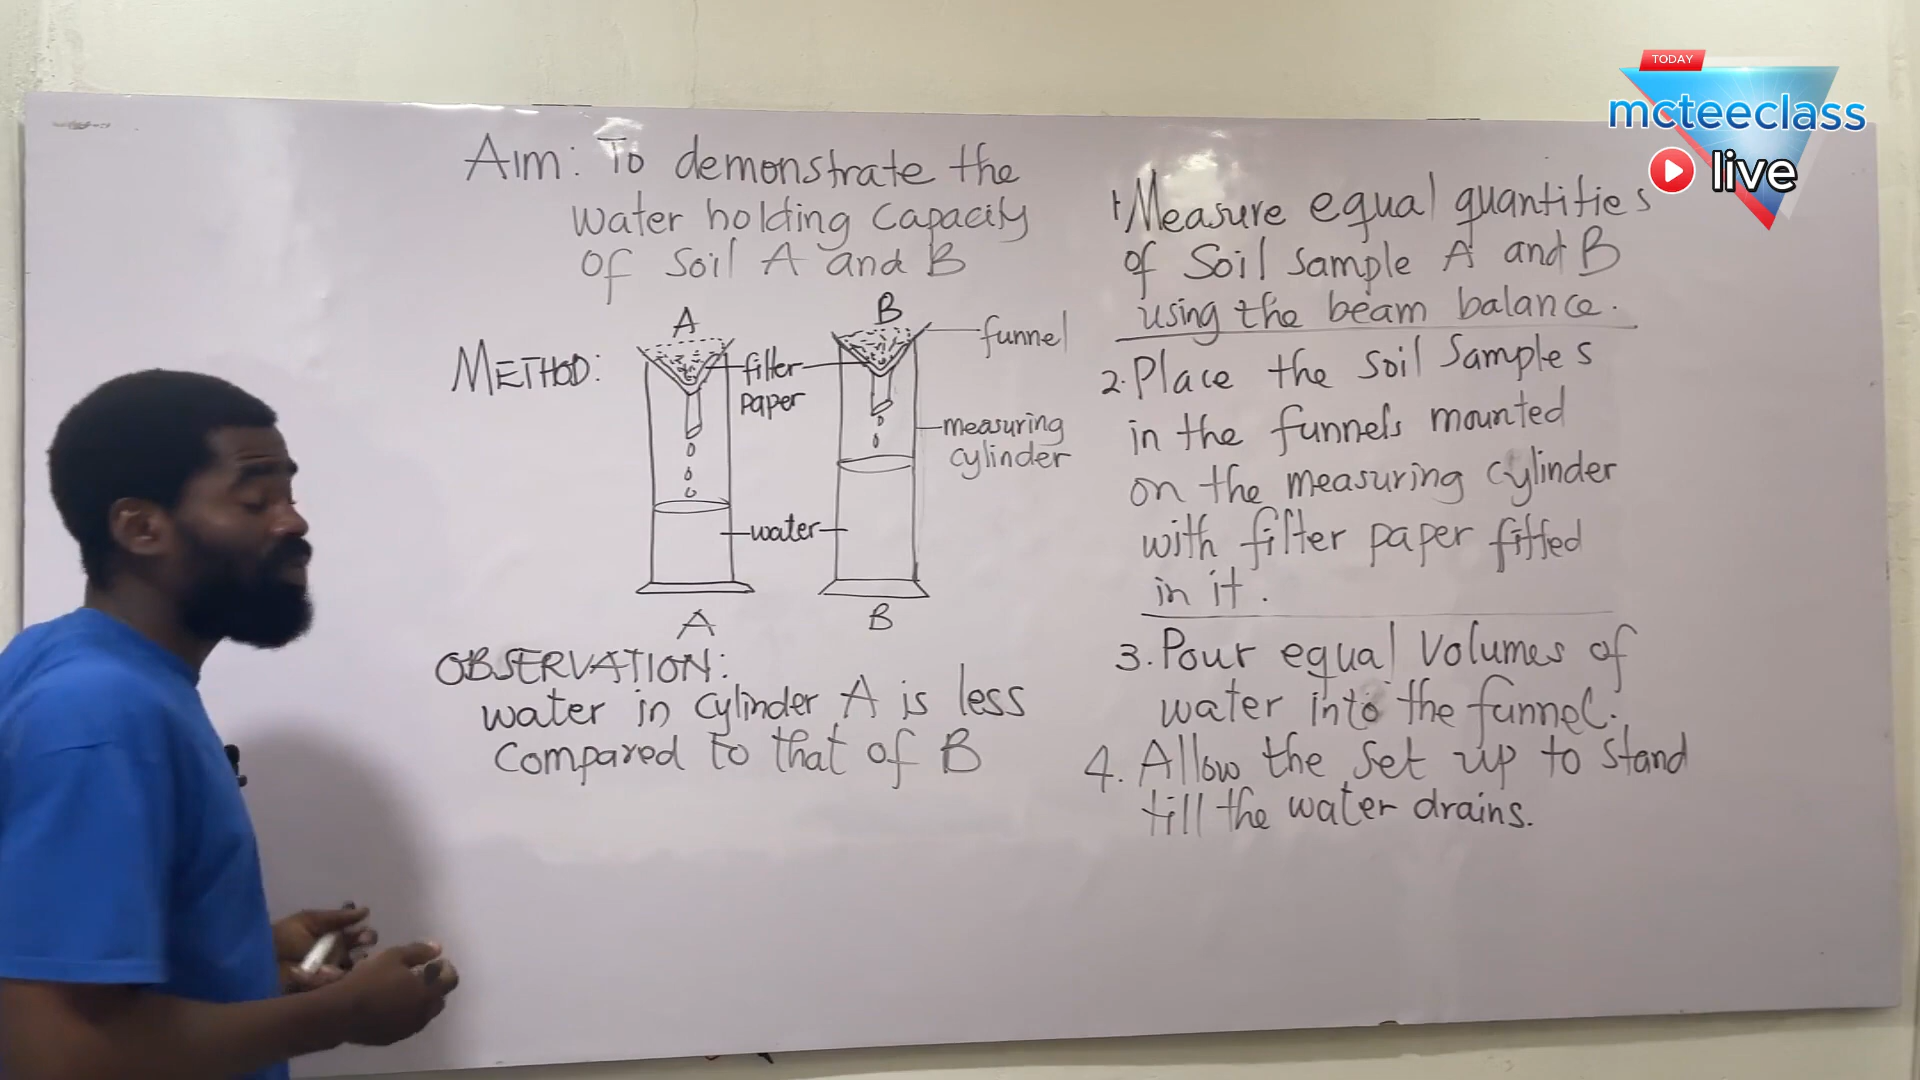 TODAY
mcteeclass
live
Aim: To demonstrate the
water holding capacity
of soil A and B
METHOD:
A
B
funnel
filter
paper
measuring
cylinder
water
A
B
OBSERVATION:
water in cylinder A is less
compared to that of B
1 Measure equal quantities
of soil sample A and B
using the beam balance.
2. Place the soil samples
in the funnels mounted
on the measuring cylinder
with filter paper fitted
in it.
3. Pour equal volumes of
water into the funnel.
4. Allow the set up to stand
till the water drains.